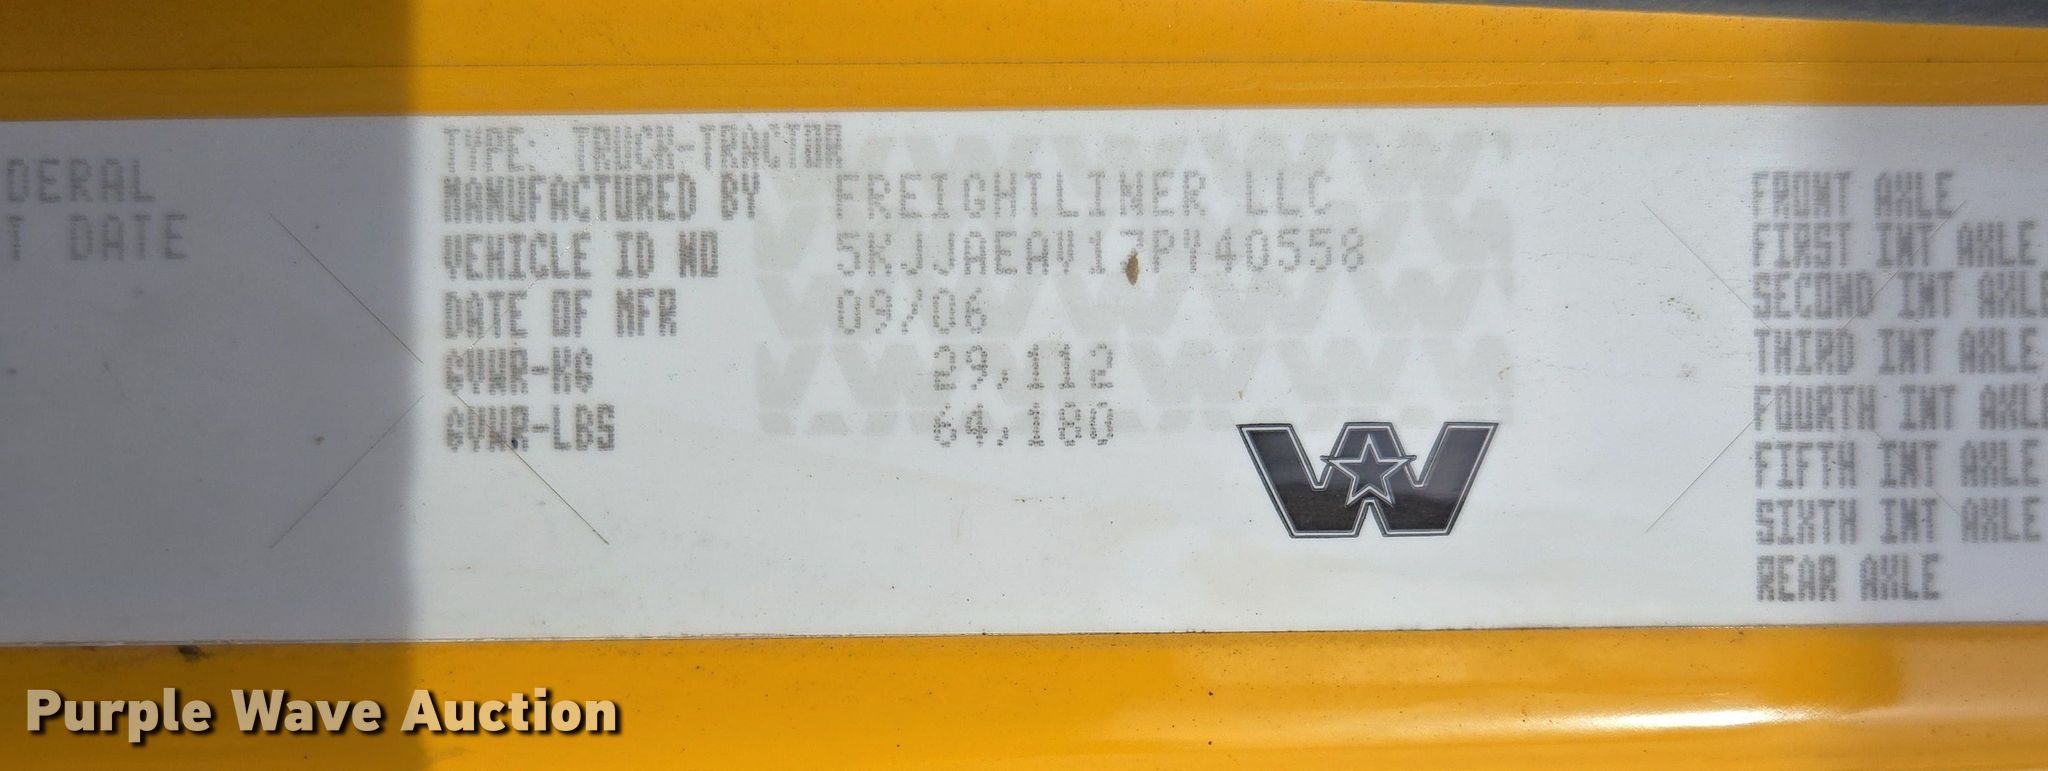 DERAL
T DATE
TYPE: TRUCK-TRACTOR
MANUFACTURED BY FREIGHTLINER LLC
VEHICLE ID NO 5KJJAEAV17PY40558
DATE OF MFR 09/06
GVWR-KG 29,112
GVWR-LBS 64,180
FRONT AXLE
FIRST INT AXLE
SECOND INT AXLE
THIRD INT AXLE
FOURTH INT AXLE
FIFTH INT AXLE
SIXTH INT AXLE
REAR AXLE
Purple Wave Auction